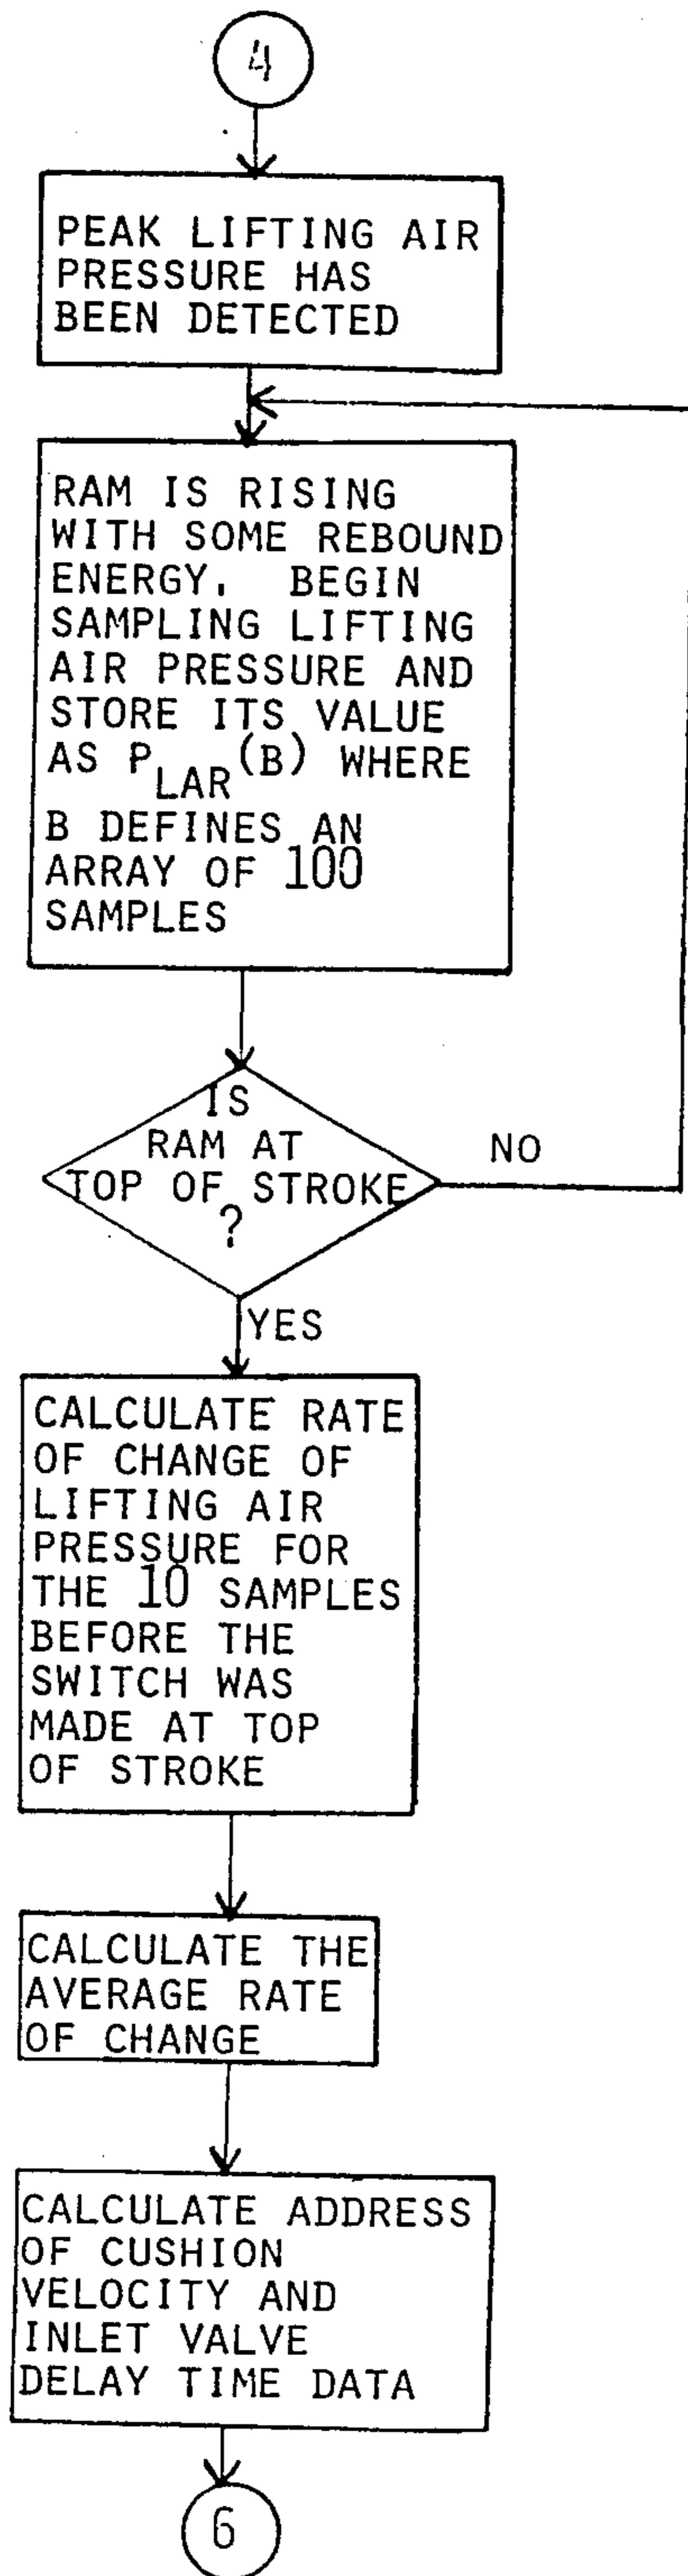 4
PEAK LIFTING AIR
PRESSURE HAS
BEEN DETECTED
RAM IS RISING
WITH SOME REBOUND
ENERGY. BEGIN
SAMPLING LIFTING
AIR PRESSURE AND
STORE ITS VALUE
AS P_LAR(B) WHERE
B DEFINES AN
ARRAY OF 100
SAMPLES
IS
RAM AT
TOP OF STROKE
?
NO
YES
CALCULATE RATE
OF CHANGE OF
LIFTING AIR
PRESSURE FOR
THE 10 SAMPLES
BEFORE THE
SWITCH WAS
MADE AT TOP
OF STROKE
CALCULATE THE
AVERAGE RATE
OF CHANGE
CALCULATE ADDRESS
OF CUSHION
VELOCITY AND
INLET VALVE
DELAY TIME DATA
6